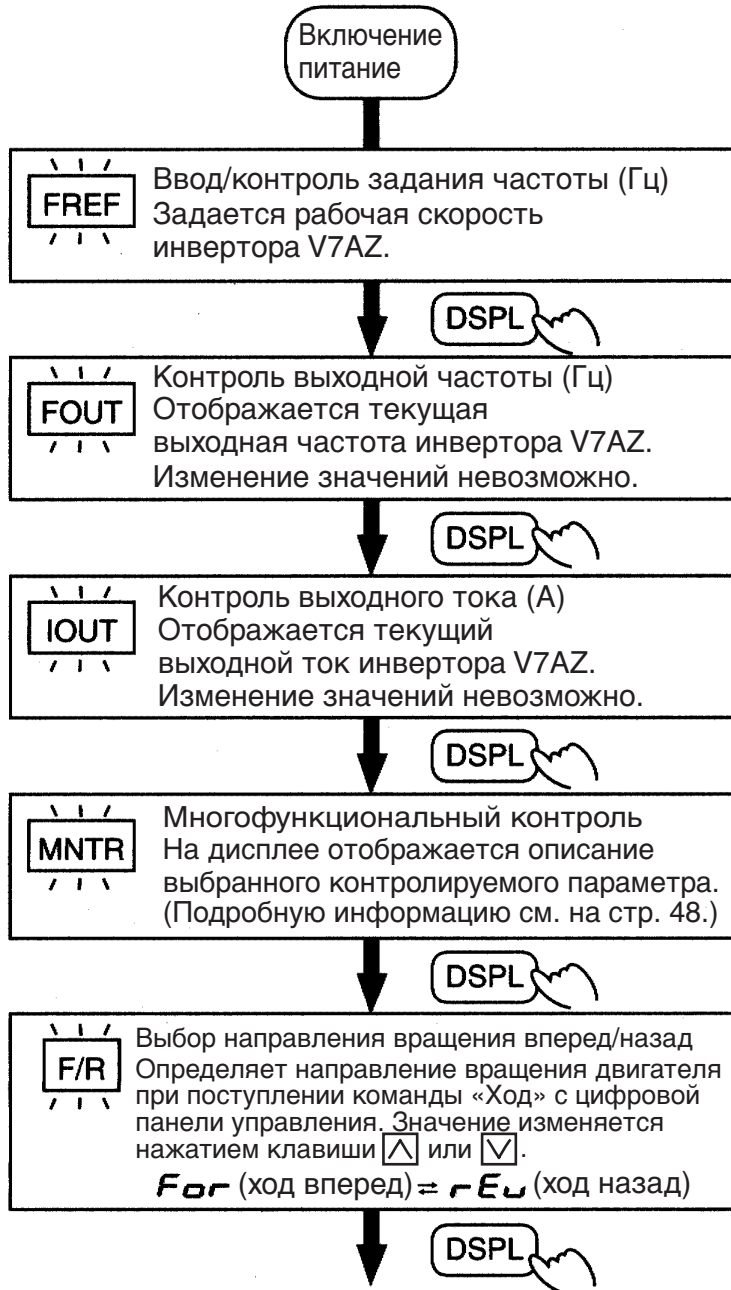 Включение
питание
FREF
Ввод/контроль задания частоты (Гц)
Задается рабочая скорость
инвертора V7AZ.
DSPL
FOUT
Контроль выходной частоты (Гц)
Отображается текущая
выходная частота инвертора V7AZ.
Изменение значений невозможно.
DSPL
IOUT
Контроль выходного тока (А)
Отображается текущий
выходной ток инвертора V7AZ.
Изменение значений невозможно.
DSPL
MNTR
Многофункциональный контроль
На дисплее отображается описание
выбранного контролируемого параметра.
(Подробную информацию см. на стр. 48.)
DSPL
F/R
Выбор направления вращения вперед/назад
Определяет направление вращения двигателя
при поступлении команды «Ход» с цифровой
панели управления. Значение изменяется
нажатием клавиши или .
For (ход вперед) ⇄ rEu (ход назад)
DSPL